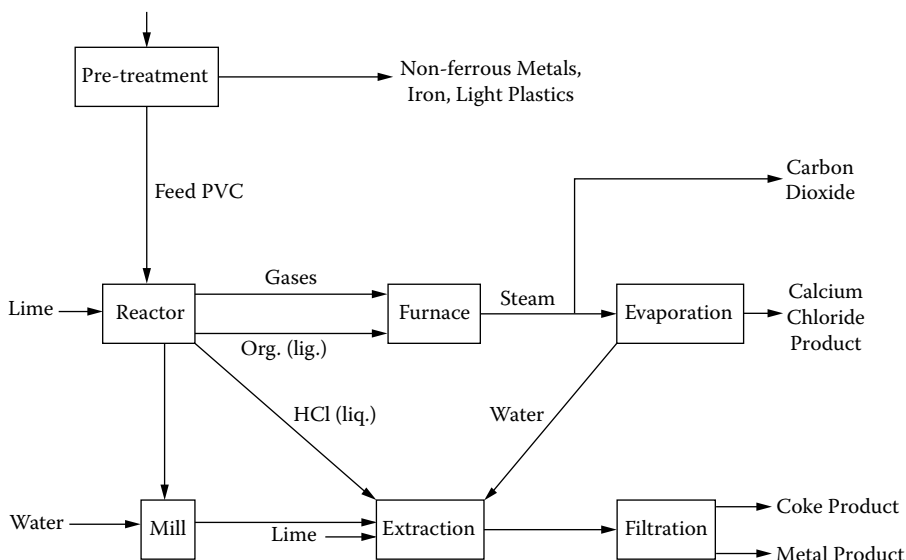 Pre-treatment
Non-ferrous Metals,
Iron, Light Plastics
Feed PVC
Carbon
Dioxide
Lime
Reactor
Gases
Org. (lig.)
Furnace
Steam
Evaporation
Calcium
Chloride
Product
HCl (liq.)
Water
Water
Mill
Lime
Extraction
Filtration
Coke Product
Metal Product